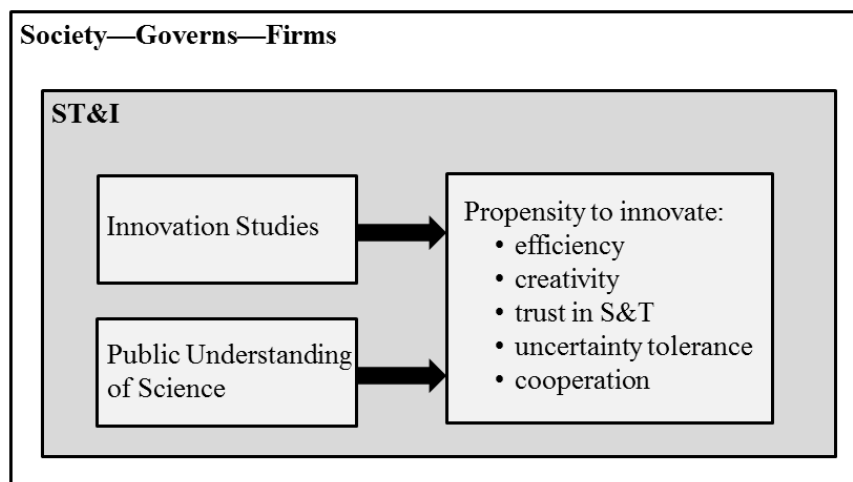 Society—Governs—Firms
ST&I
Innovation Studies
Public Understanding
of Science
Propensity to innovate:
• efficiency
• creativity
• trust in S&T
• uncertainty tolerance
• cooperation